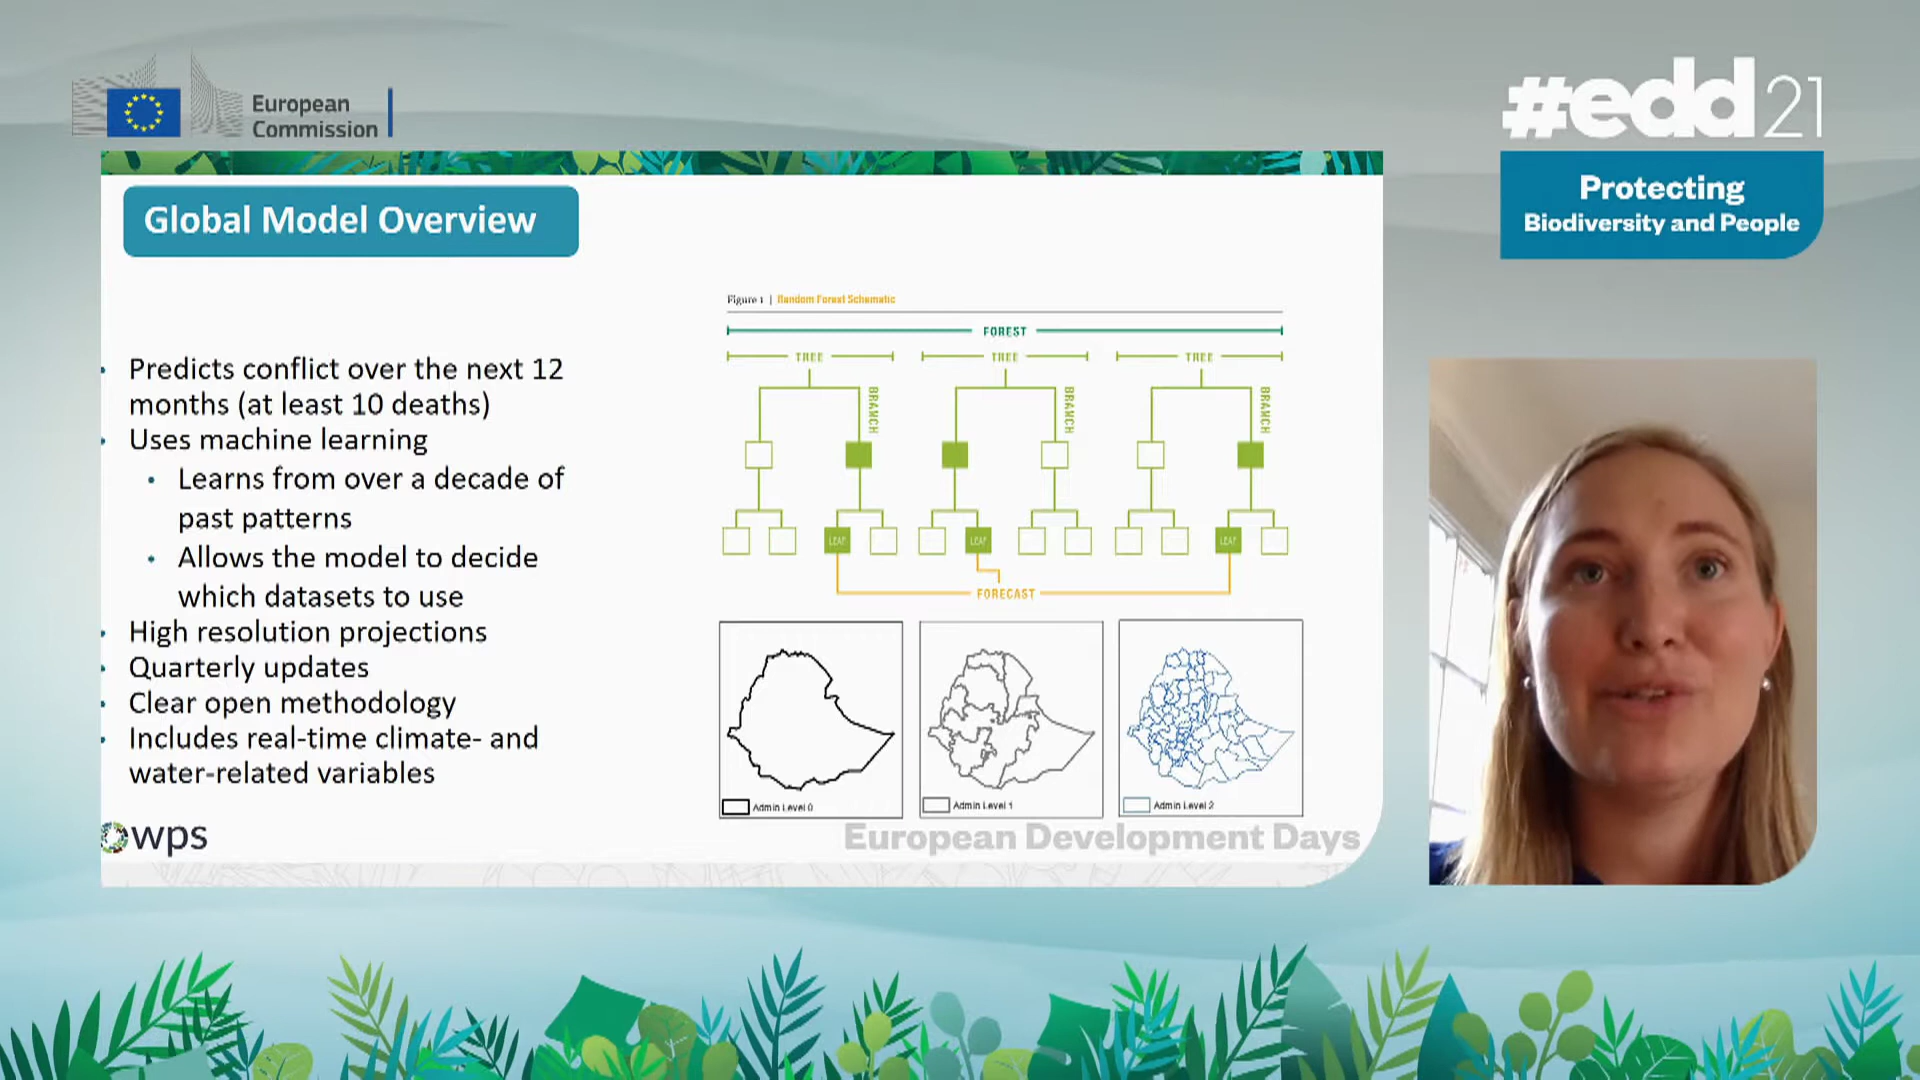 European
Commission
#edd21
Protecting
Biodiversity and People
Global Model Overview
Predicts conflict over the next 12
months (at least 10 deaths)
Uses machine learning
Learns from over a decade of
past patterns
Allows the model to decide
which datasets to use
High resolution projections
Quarterly updates
Clear open methodology
Includes real-time climate- and
water-related variables
wps
Figure 1 | Random Forest Schematic
FOREST
TREE TREE TREE
BRANCH BRANCH BRANCH
LEAF LEAF LEAF
FORECAST
Admin Level 0 Admin Level 1 Admin Level 2
European Development Days